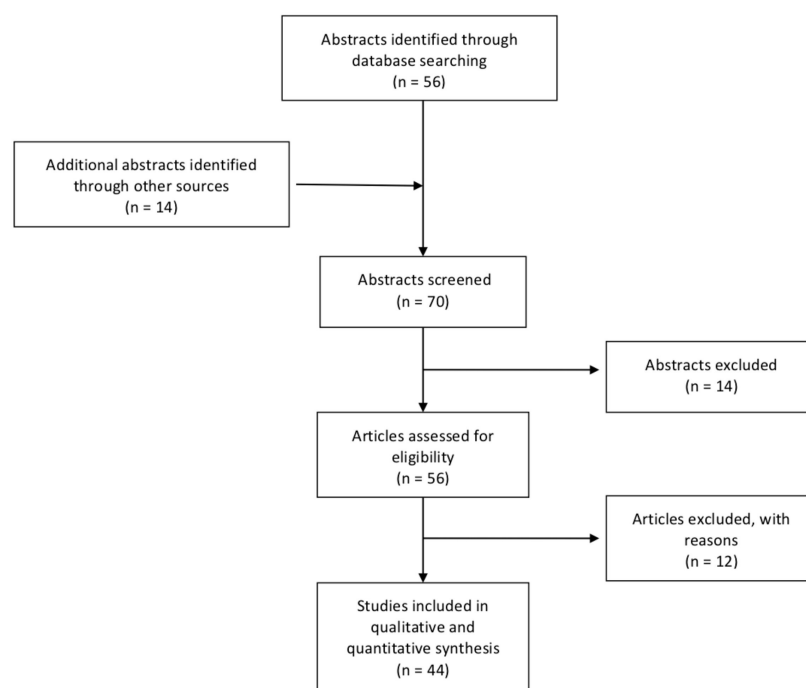 Abstracts identified through
database searching
(n = 56)
Additional abstracts identified
through other sources
(n = 14)
Abstracts screened
(n = 70)
Abstracts excluded
(n = 14)
Articles assessed for
eligibility
(n = 56)
Articles excluded, with
reasons
(n = 12)
Studies included in
qualitative and
quantitative synthesis
(n = 44)